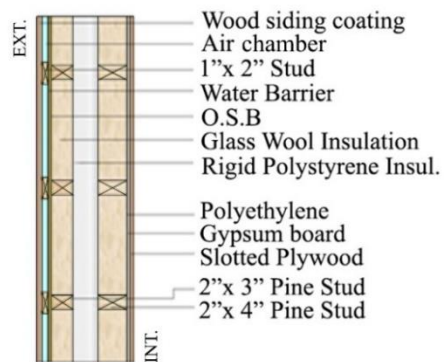 EXT.
Wood siding coating
Air chamber
1”x 2” Stud
Water Barrier
O.S.B
Glass Wool Insulation
Rigid Polystyrene Insul.
Polyethylene
Gypsum board
Slotted Plywood
2”x 3” Pine Stud
2”x 4” Pine Stud
INT.